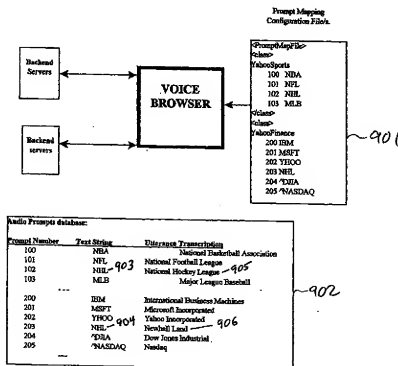 Prompt Mapping
Configuration File/s.
<PromptMapFile>
<class>
YahooSports
100 NBA
101 NFL
102 NHL
103 MLB
</class>
<class>
YahooFinance
200 IBM
201 MSFT
202 YHOO
203 NHL
204 ^DJIA
205 ^NASDAQ
901
Backend
Servers
VOICE
BROWSER
Backend
servers
Audio Prompts database:
Prompt Number Text String Utterance Transcription
100 NBA National Basketball Association
101 NFL National Football League
102 NHL 903 National Hockey League 905
103 MLB Major League Baseball
---
200 IBM International Business Machines
201 MSFT Microsoft Incorporated
202 YHOO 904 Yahoo Incorporated
203 NHL Newhall Land 906
204 ^DJIA Dow Jones Industrial
205 ^NASDAQ Nasdaq
---
902